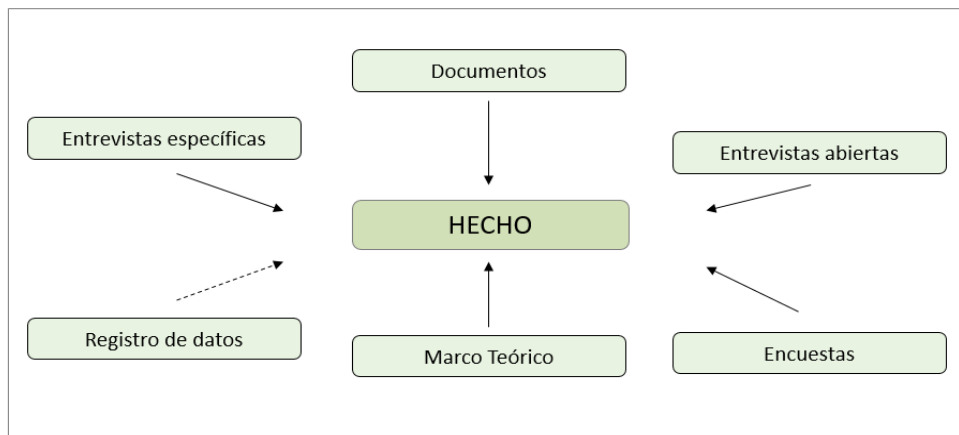 Documentos
Entrevistas específicas
Entrevistas abiertas
HECHO
Registro de datos
Marco Teórico
Encuestas